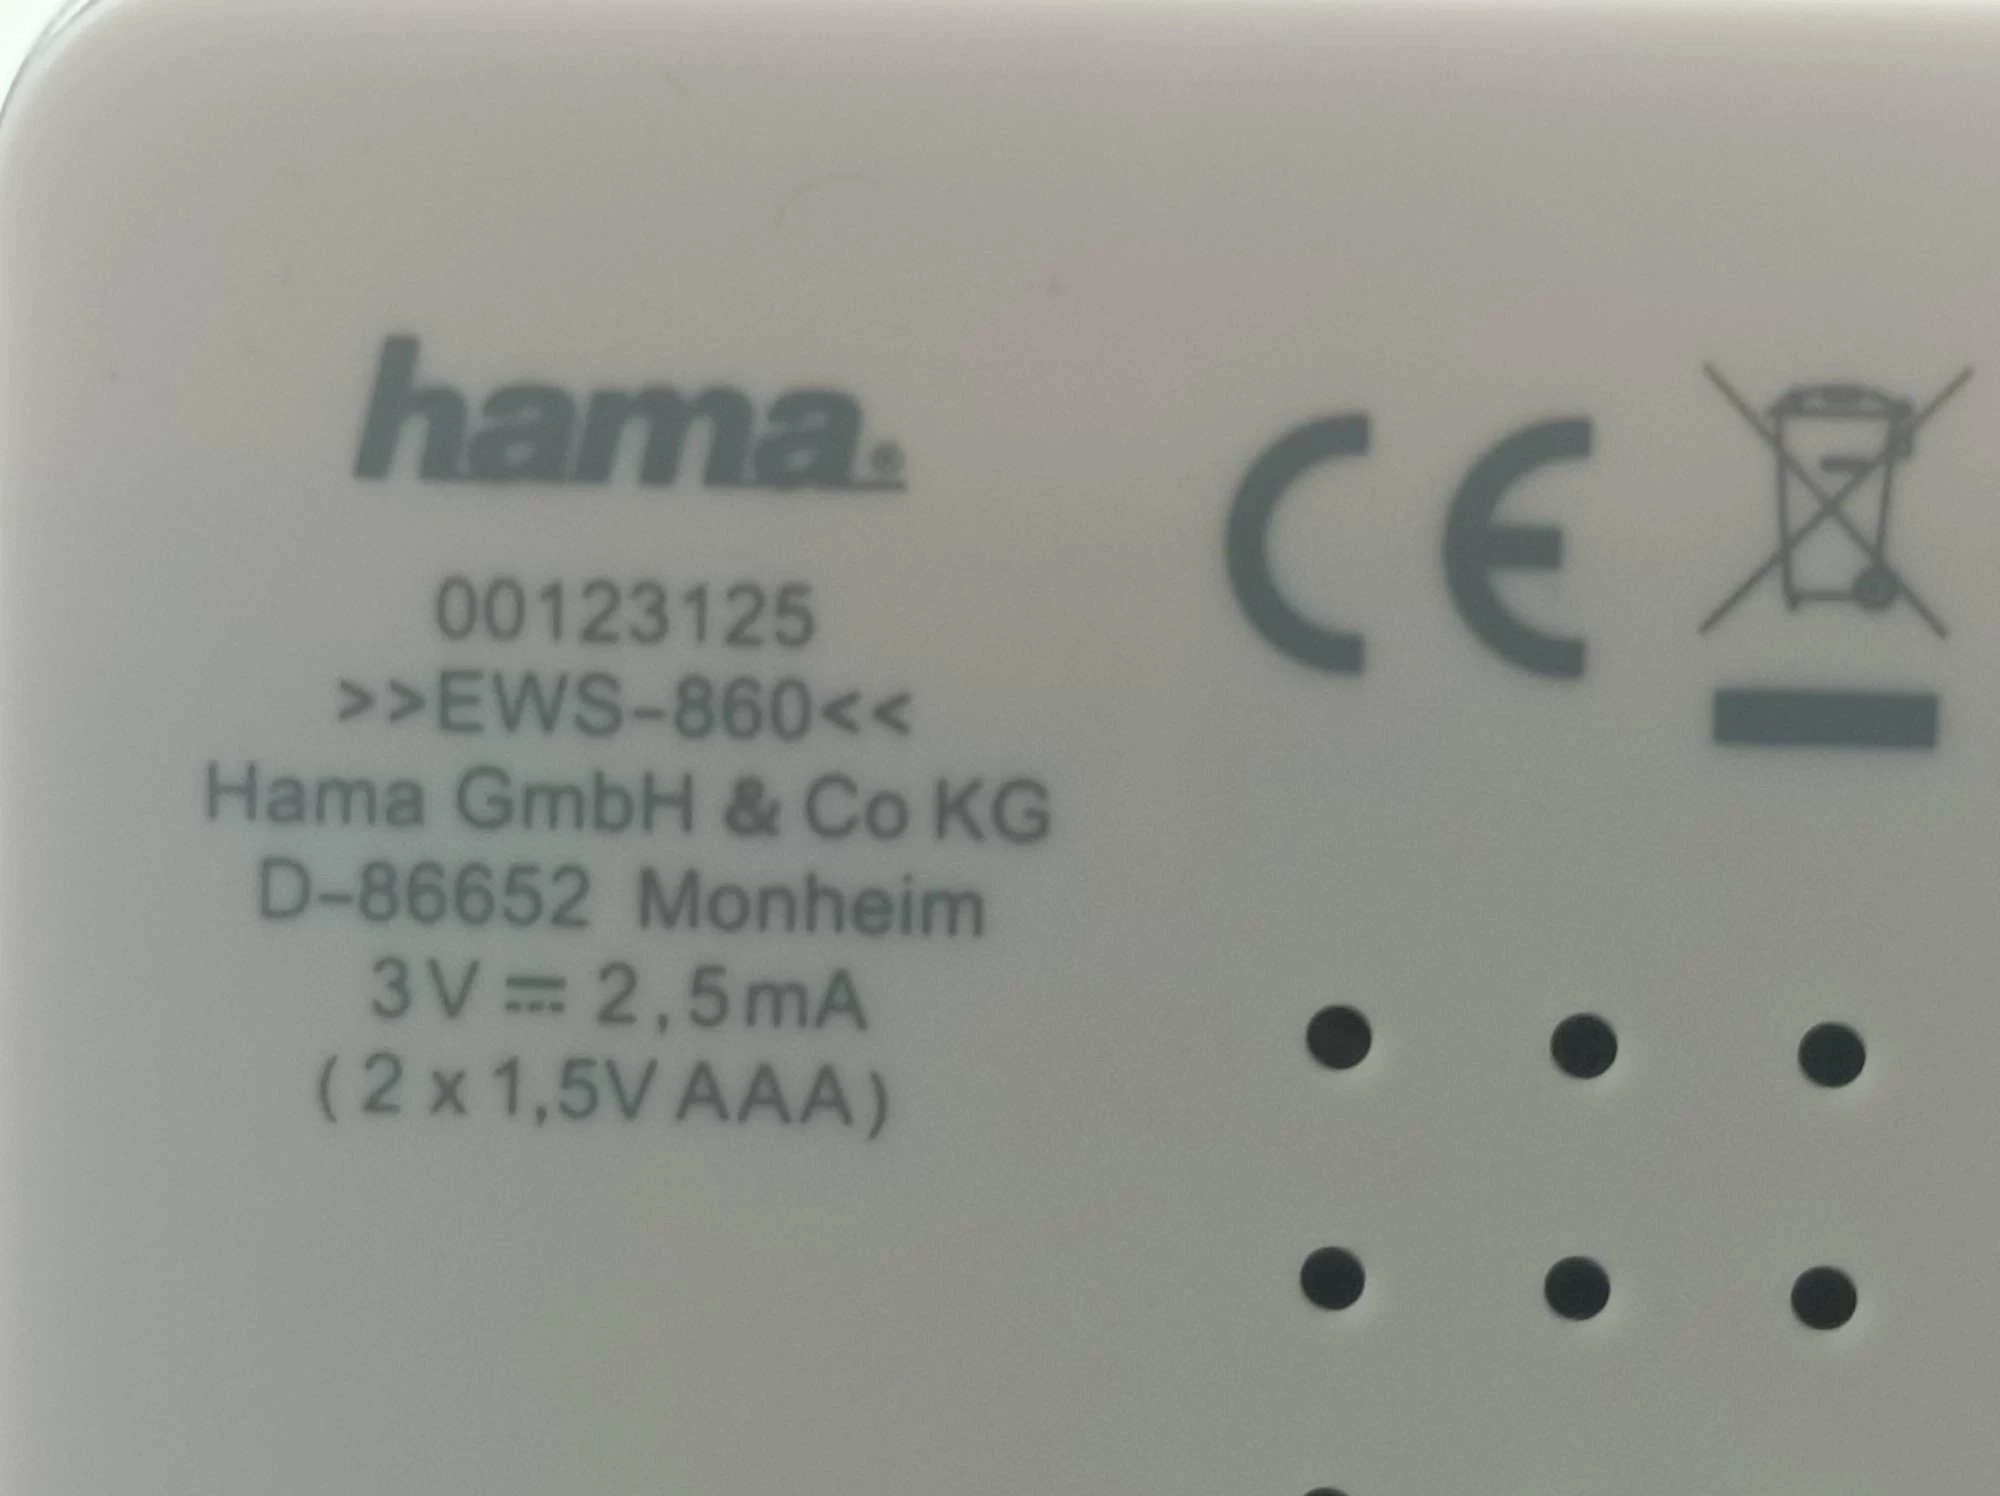 hama®
00123125
>>EWS-860<<
Hama GmbH & Co KG
D-86652 Monheim
3V ⎓ 2,5mA
(2 x 1,5V AAA)
CE